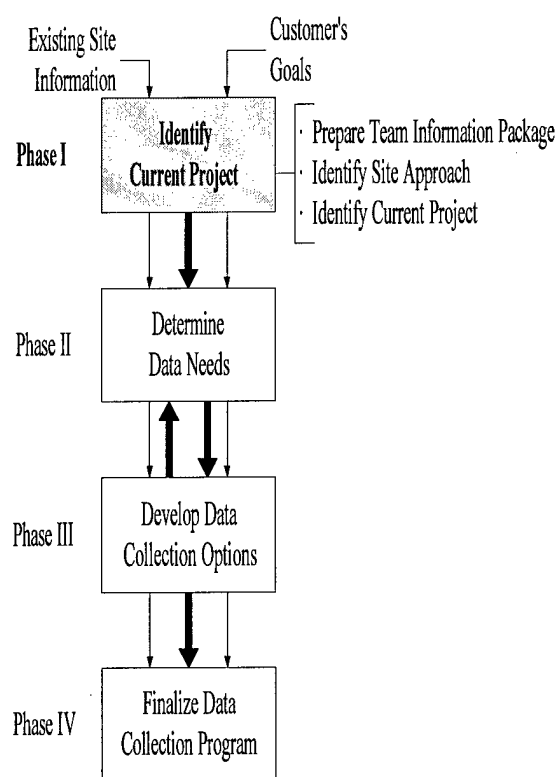 Existing Site
Information
Customer's
Goals
Phase I
Identify
Current Project
· Prepare Team Information Package
· Identify Site Approach
· Identify Current Project
Phase II
Determine
Data Needs
Phase III
Develop Data
Collection Options
Phase IV
Finalize Data
Collection Program